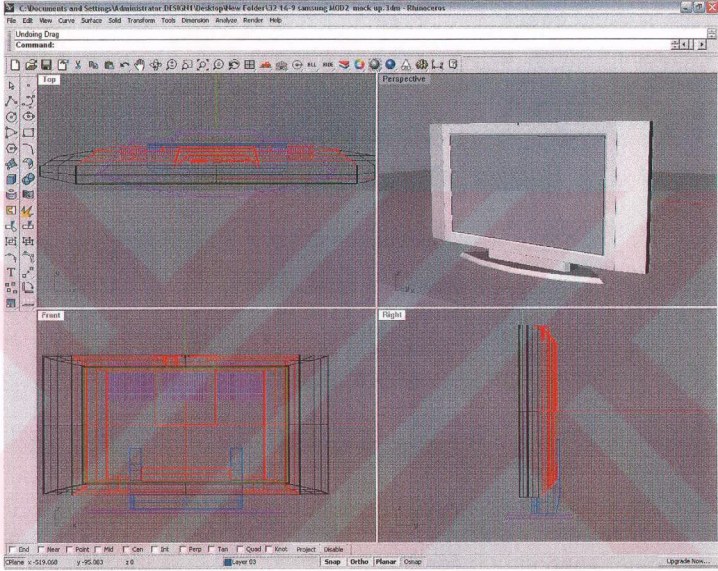 C:\Documents and Settings\Administrator.DESIGN1\Desktop\New Folder\32 16-9 samsung MOD2 mock up.3dm - Rhinoceros
File Edit View Curve Surface Solid Transform Tools Dimension Analyze Render Help
Undoing Drag
Command:
Top
Perspective
Front
Right
End Near Point Mid Cen Int Perp Tan Quad Knot Project Disable
CPlane x -519.060 y -95.003 z 0 Layer 03 Snap Ortho Planar Osnap Upgrade Now...